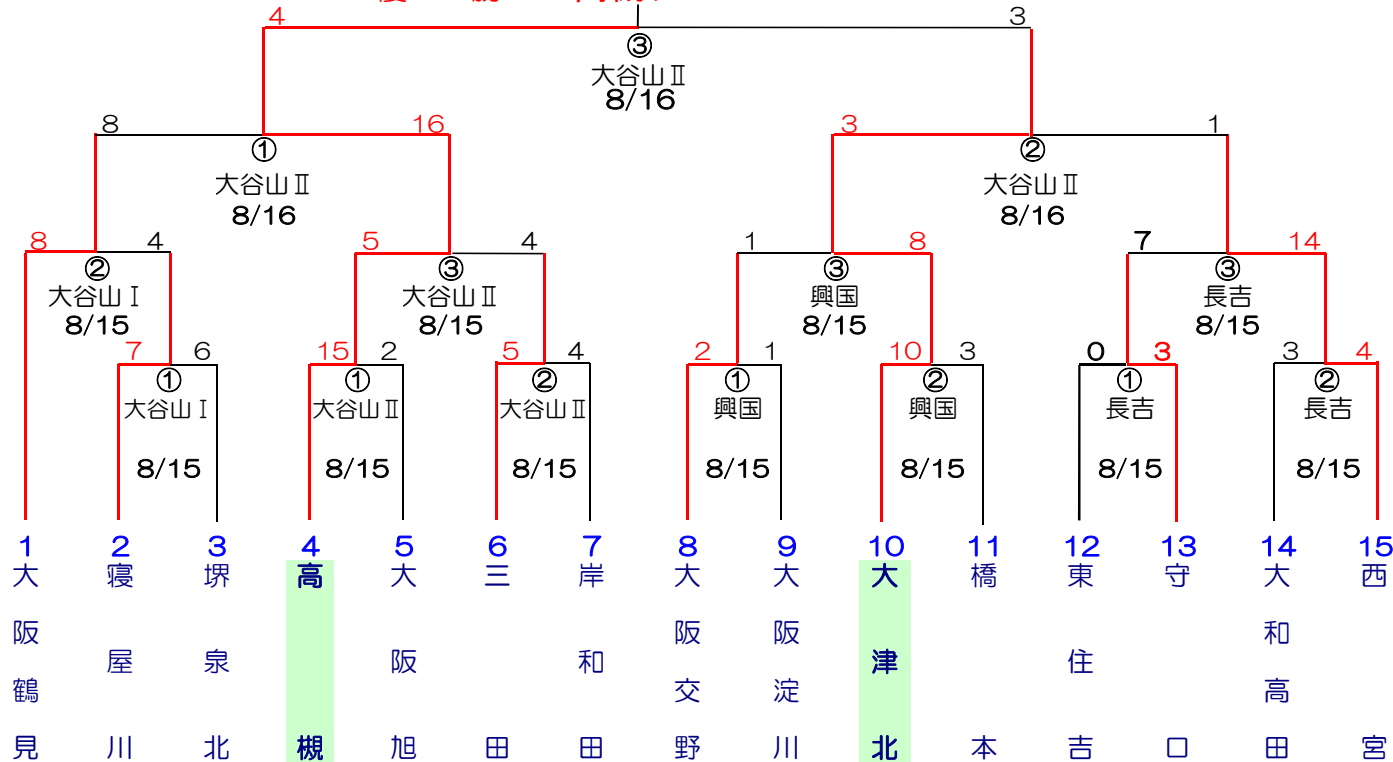 4 3
③
大谷山Ⅱ
8/16
8 16 3 1
① ②
大谷山Ⅱ 大谷山Ⅱ
8/16 8/16
8 4 5 4 1 8 7 14
② ③ ③ ③
大谷山Ⅰ 大谷山Ⅱ 興国 長吉
8/15 8/15 8/15 8/15
7 6 15 2 5 4 2 1 10 3 0 3 3 4
① ① ② ① ② ① ②
大谷山Ⅰ 大谷山Ⅱ 大谷山Ⅱ 興国 興国 長吉 長吉
8/15 8/15 8/15 8/15 8/15 8/15 8/15
1 2 3 4 5 6 7 8 9 10 11 12 13 14 15
大阪鶴見
寝屋川
堺泉北
高槻
大阪旭
三田
岸和田
大阪交野
大阪淀川
大津北
橋本
東住吉
守口
大和高田
西宮